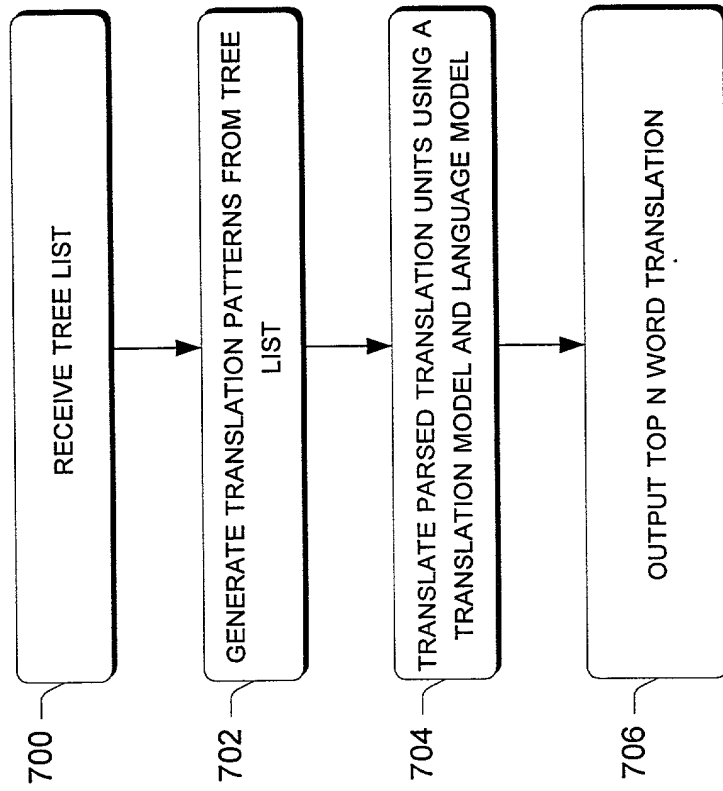 700
RECEIVE TREE LIST
702
GENERATE TRANSLATION PATTERNS FROM TREE
LIST
704
TRANSLATE PARSED TRANSLATION UNITS USING A
TRANSLATION MODEL AND LANGUAGE MODEL
706
OUTPUT TOP N WORD TRANSLATION